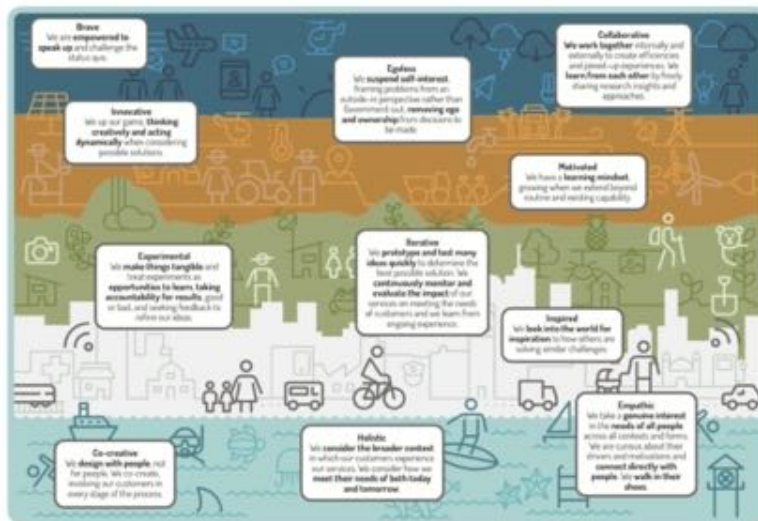 Brave
We are empowered to
speak up and challenge the
status quo.
Egoless
We suspend self-interest,
framing problems from an
outside-in perspective rather than
Government-out, removing ego
and ownership from decisions to
be made
Collaborative
We work together internally and
externally to create efficiencies
and joined-up experiences. We
learn from each other by freely
sharing research insights and
approaches.
Innovative
We up our game, thinking
creatively and acting
dynamically when considering
possible solutions
Motivated
We have a learning mindset,
growing when we extend beyond
routine and existing capability.
Experimental
We make things tangible and
treat experiments as
opportunities to learn, taking
accountability for results, good
or bad, and seeking feedback to
refine our ideas.
Iterative
We prototype and test many
ideas quickly to determine the
best possible solution. We
continuously monitor and
evaluate the impact of our
services on meeting the needs
of customers and we learn from
ongoing experience.
Inspired
We look into the world for
inspiration to how others are
solving similar challenges.
Co-creative
We design with people, not
for people. We co-create,
involving our customers in
every stage of the process.
Holistic
We consider the broader context
in which our customers experience
our services. We consider how we
meet their needs of both today
and tomorrow.
Empathic
We take a genuine interest
in the needs of all people
across all contexts and forms.
We are curious about their
drivers and motivations and
connect directly with
people. We walk in their
shoes.